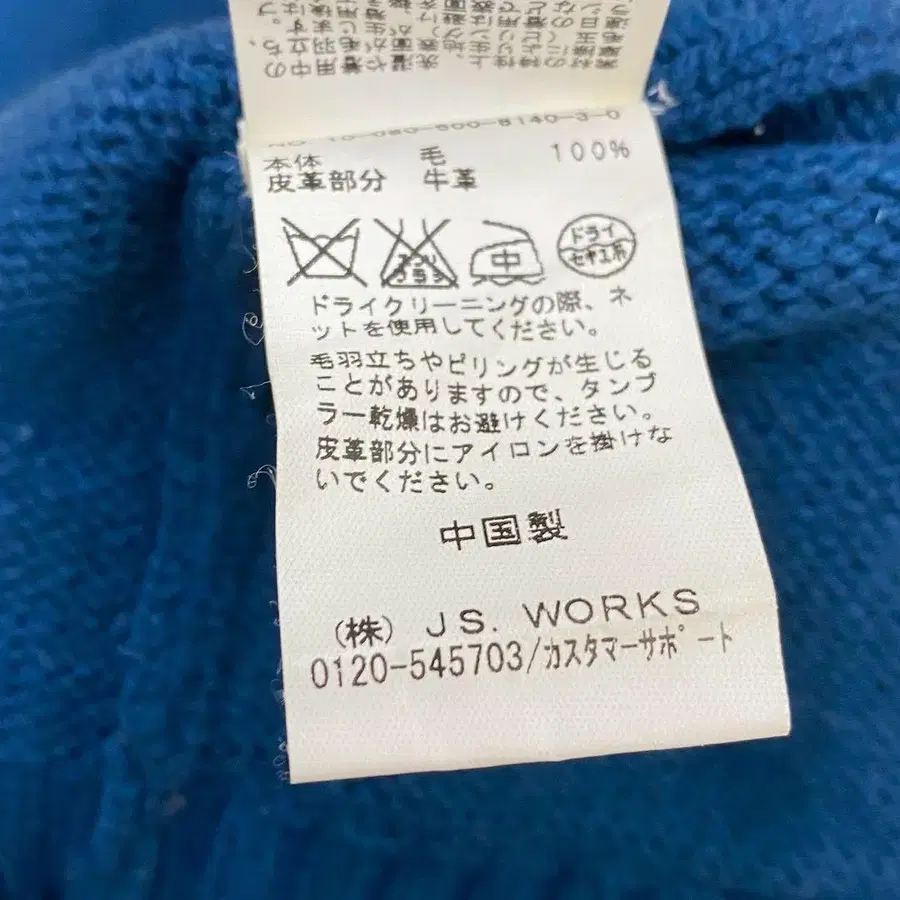 本体 毛 100%
皮革部分 牛革
エンソ
サラシ
中
ドライ
セキユ系
ドライクリーニングの際、ネ
ットを使用してください。
毛羽立ちやピリングが生じる
ことがありますので、タンブ
ラー乾燥はお避けください。
皮革部分にアイロンを掛けな
いでください。
中国製
(株) JS. WORKS
0120-545703/カスタマーサポート